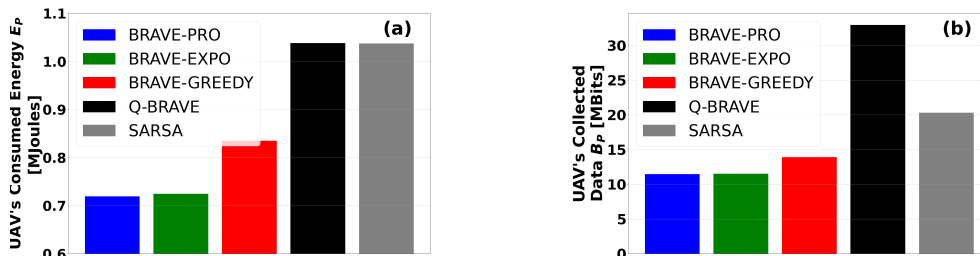 UAV's Consumed Energy E_P
[MJoules]
1.1
1.0
0.9
0.8
0.7
0.6
(a)
BRAVE-PRO
BRAVE-EXPO
BRAVE-GREEDY
Q-BRAVE
SARSA
UAV's Collected
Data B_P [MBits]
30
25
20
15
10
5
0
(b)
BRAVE-PRO
BRAVE-EXPO
BRAVE-GREEDY
Q-BRAVE
SARSA